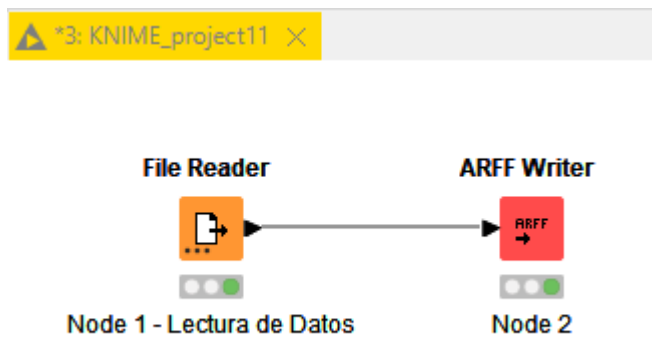 *3: KNIME_project11
File Reader
ARFF Writer
ARFF
Node 1 - Lectura de Datos
Node 2